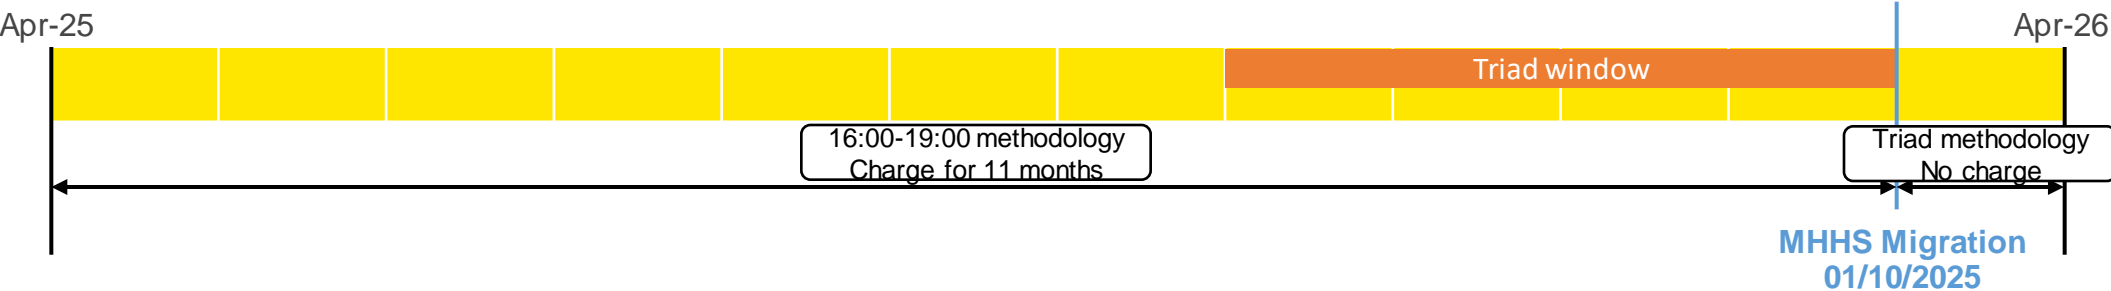 Apr-25
Apr-26
Triad window
16:00-19:00 methodology
Charge for 11 months
Triad methodology
No charge
MHHS Migration
01/10/2025